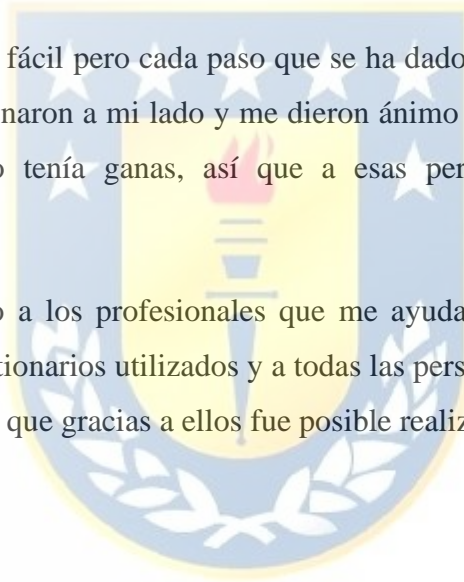 fácil pero cada paso que se ha dado
naron a mi lado y me dieron ánimo
o tenía ganas, así que a esas per
o a los profesionales que me ayuda
tionarios utilizados y a todas las pers
que gracias a ellos fue posible realiz